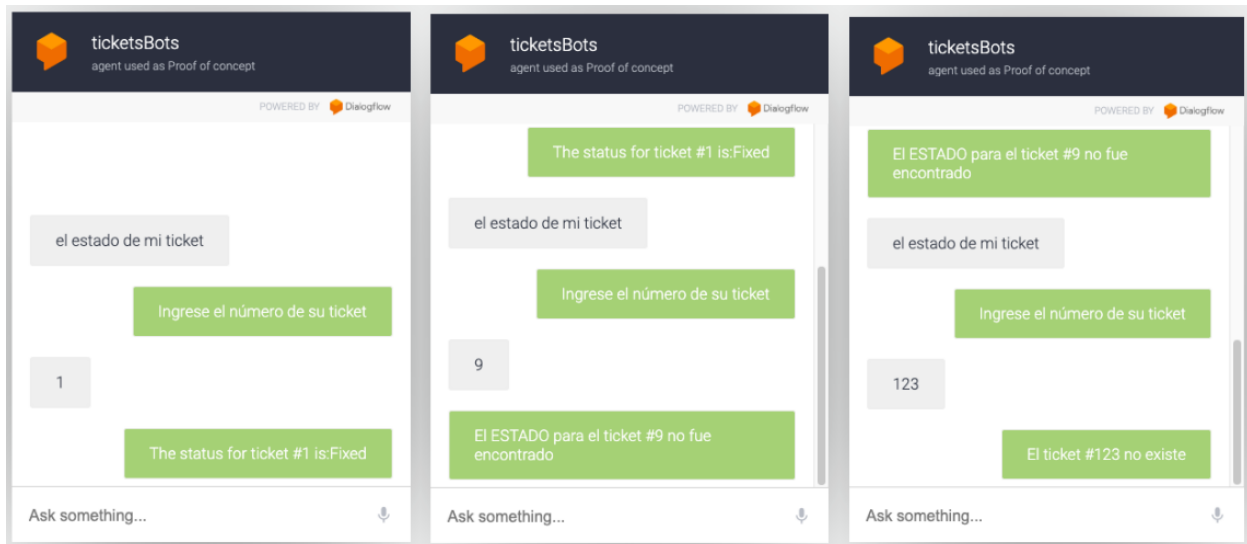 ticketsBots
agent used as Proof of concept
POWERED BY Dialogflow
el estado de mi ticket
Ingrese el número de su ticket
1
The status for ticket #1 is:Fixed
Ask something...
ticketsBots
agent used as Proof of concept
POWERED BY Dialogflow
The status for ticket #1 is:Fixed
el estado de mi ticket
Ingrese el número de su ticket
9
El ESTADO para el ticket #9 no fue
encontrado
Ask something...
ticketsBots
agent used as Proof of concept
POWERED BY Dialogflow
El ESTADO para el ticket #9 no fue
encontrado
el estado de mi ticket
Ingrese el número de su ticket
123
El ticket #123 no existe
Ask something...